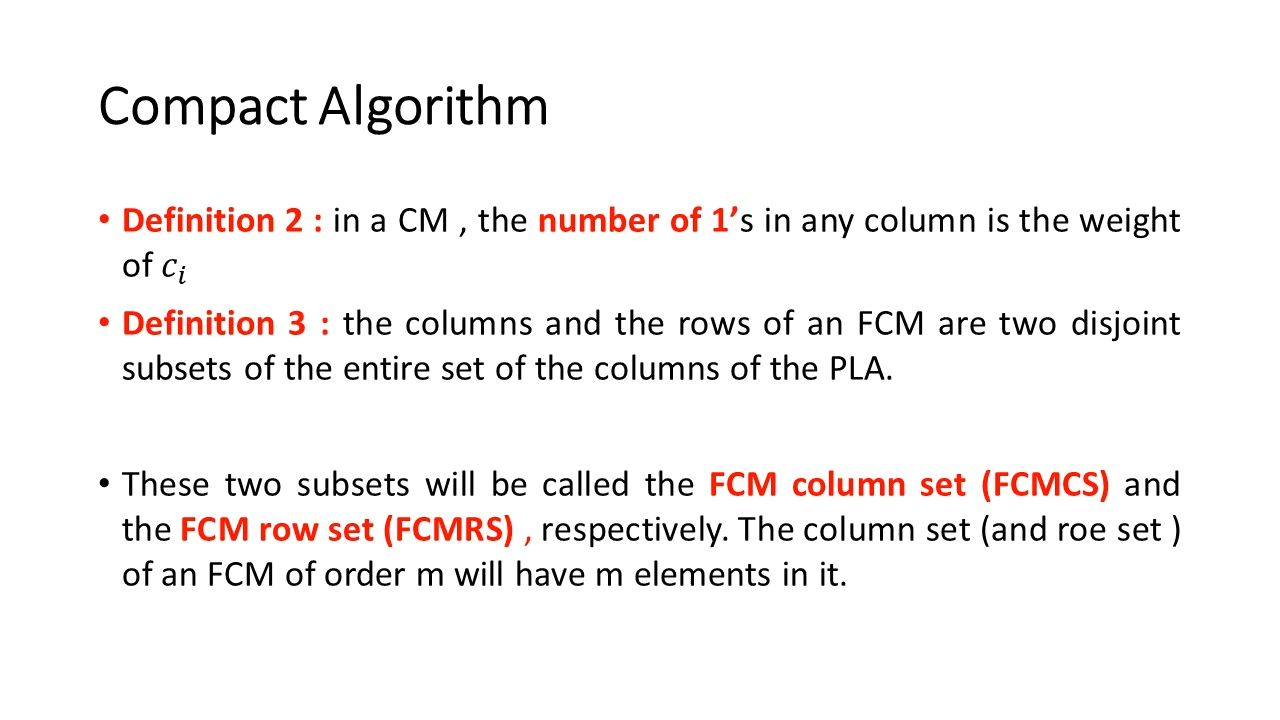 Compact Algorithm
• Definition 2 : in a CM , the number of 1’s in any column is the weight
of 𝑐𝑖
• Definition 3 : the columns and the rows of an FCM are two disjoint
subsets of the entire set of the columns of the PLA.
• These two subsets will be called the FCM column set (FCMCS) and
the FCM row set (FCMRS) , respectively. The column set (and roe set )
of an FCM of order m will have m elements in it.